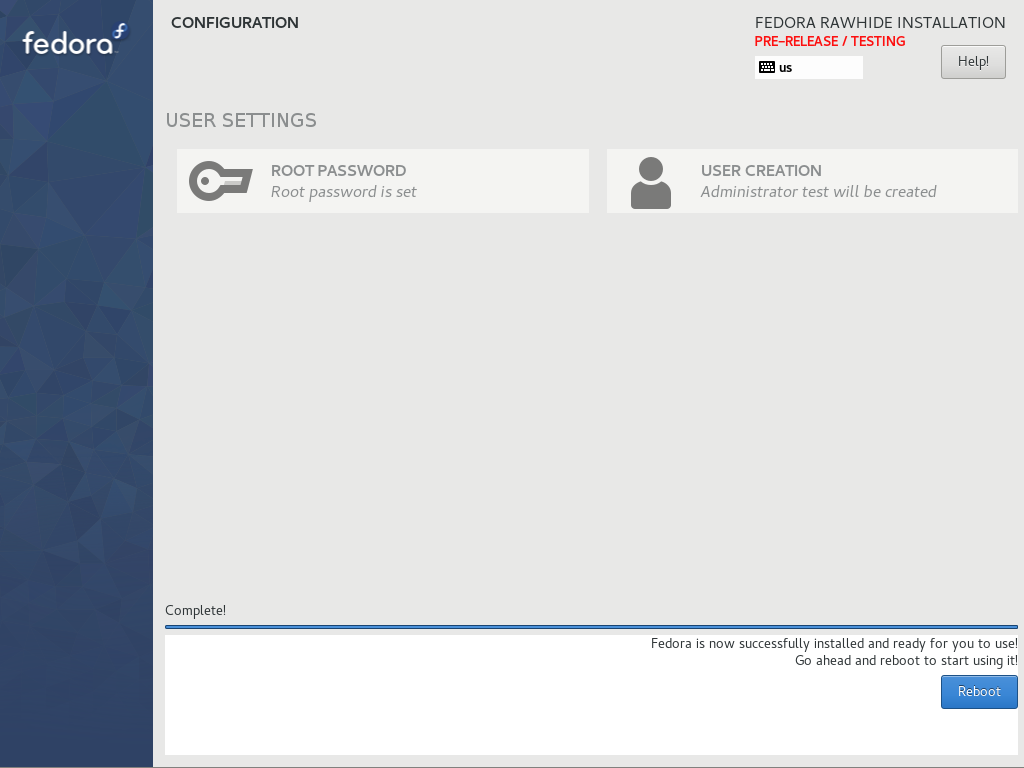 fedora
CONFIGURATION
FEDORA RAWHIDE INSTALLATION
PRE-RELEASE / TESTING
us
Help!
USER SETTINGS
ROOT PASSWORD
Root password is set
USER CREATION
Administrator test will be created
Complete!
Fedora is now successfully installed and ready for you to use!
Go ahead and reboot to start using it!
Reboot